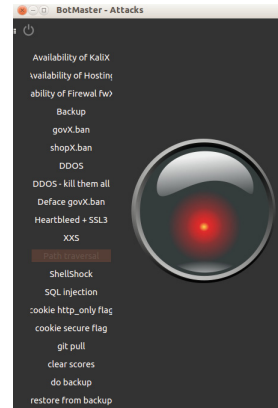 BotMaster - Attacks
Availability of KaliX
Availability of Hosting
ability of Firewal fwX
Backup
govX.ban
shopX.ban
DDOS
DDOS - kill them all
Deface govX.ban
Heartbleed + SSL3
XXS
Path traversal
ShellShock
SQL injection
cookie http_only flag
cookie secure flag
git pull
clear scores
do backup
restore from backup